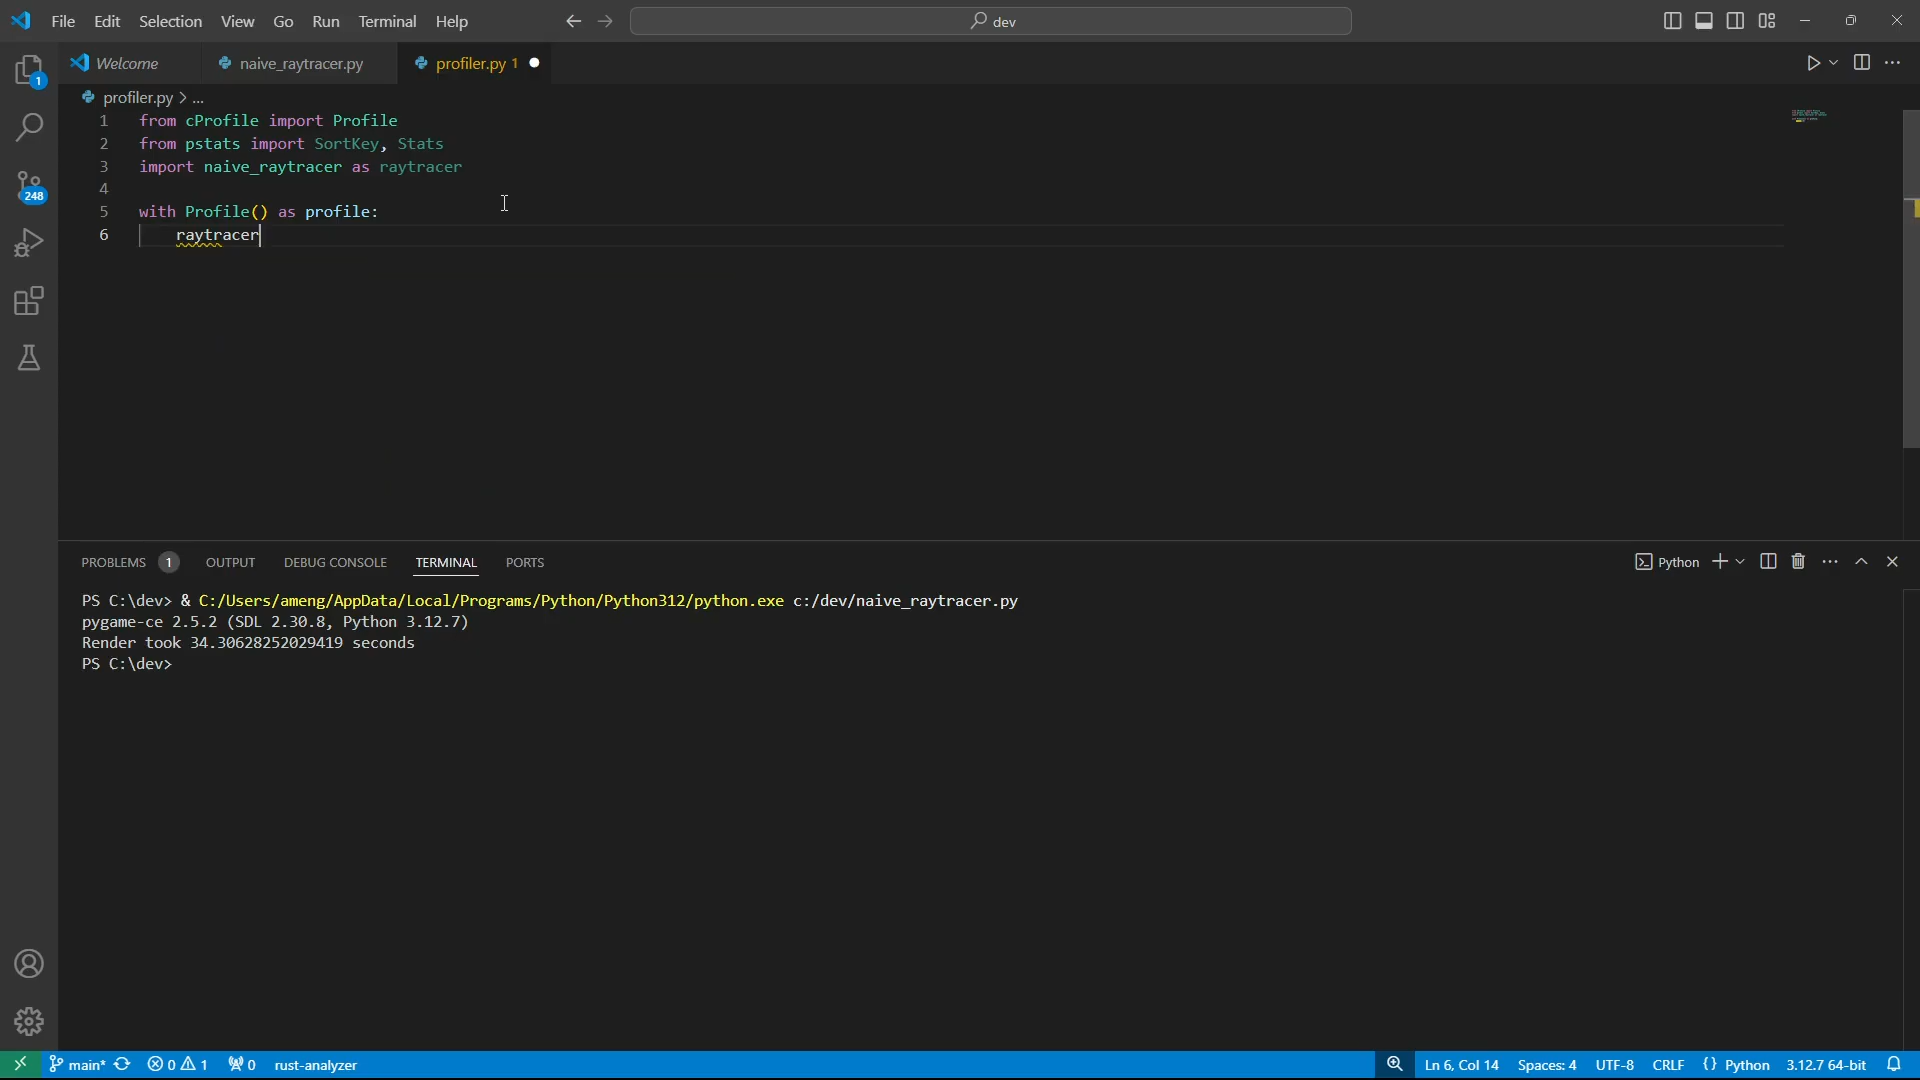 File Edit Selection View Go Run Terminal Help
dev
Welcome
naive_raytracer.py
profiler.py 1
1
profiler.py > ...
1 from cProfile import Profile
2 from pstats import SortKey, Stats
3 import naive_raytracer as raytracer
4
5 with Profile() as profile:
6 raytracer
248
PROBLEMS 1 OUTPUT DEBUG CONSOLE TERMINAL PORTS
Python
PS C:\dev> & C:/Users/ameng/AppData/Local/Programs/Python/Python312/python.exe c:/dev/naive_raytracer.py
pygame-ce 2.5.2 (SDL 2.30.8, Python 3.12.7)
Render took 34.30628252029419 seconds
PS C:\dev>
main* 0 1 0 rust-analyzer
Ln 6, Col 14 Spaces: 4 UTF-8 CRLF {} Python 3.12.7 64-bit